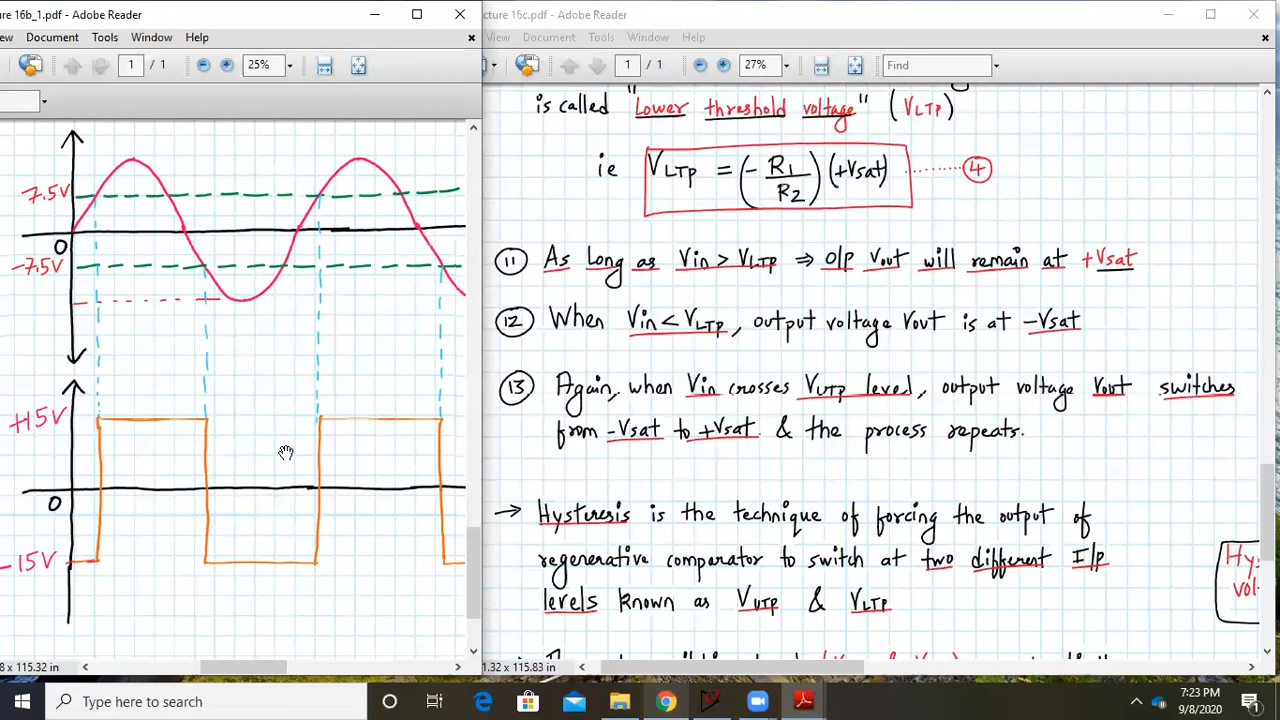 cture 16b_1.pdf - Adobe Reader
Document Tools Window Help
1 / 1 25%
7.5V
0
-7.5V
+15V
0
-15V
8 x 115.32 in
cture 16c.pdf - Adobe Reader
View Document Tools Window Help
1 / 1 27% Find
is called "Lower threshold voltage" (VLTP)
ie VLTP = (- R1/R2) (+Vsat) ........ 4
11 As Long as Vin > VLTP ⇒ o/p Vout will remain at +Vsat
12 When Vin < VLTP, output voltage Vout is at -Vsat
13 Again, when Vin crosses VUTP level, output voltage Vout switches
from -Vsat to +Vsat & the process repeats.
→ Hysteresis is the technique of forcing the output of
regenerative comparator to switch at two different I/p
levels known as VUTP & VLTP
1.32 x 115.83 in
Type here to search
7:23 PM
9/8/2020